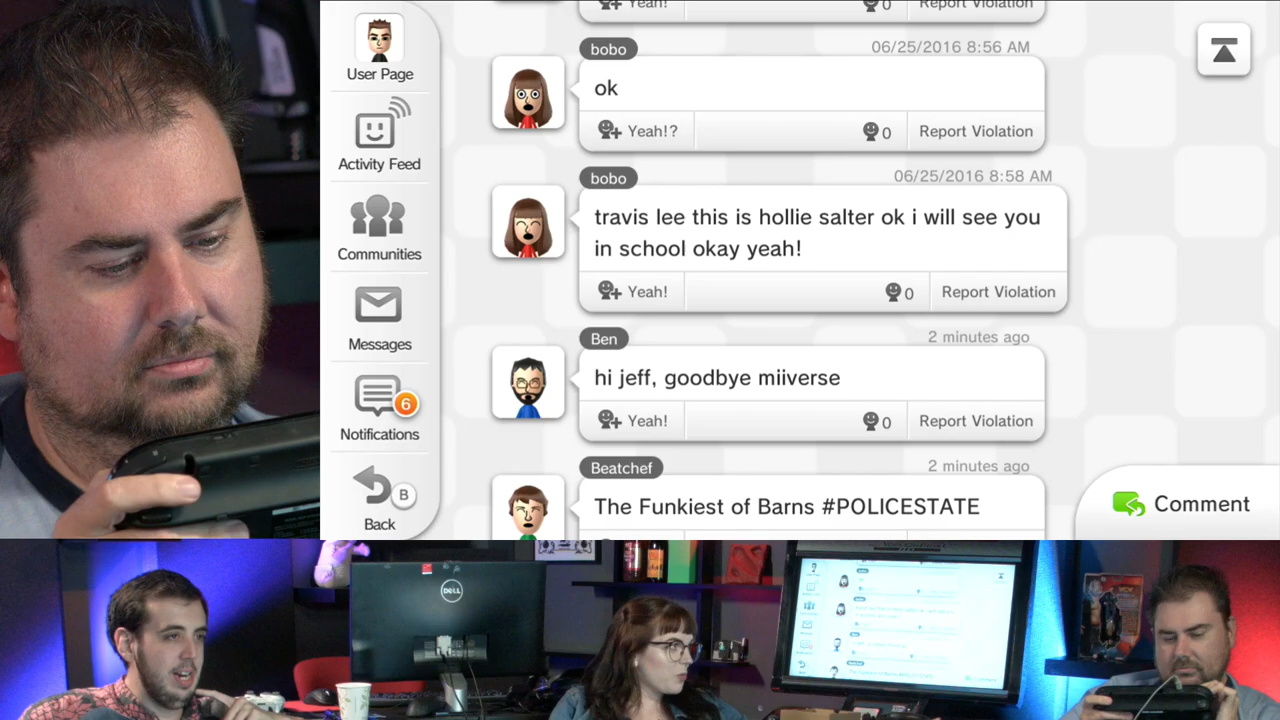 Yeah!
0
Report Violation
User Page
Activity Feed
Communities
Messages
6
Notifications
B
Back
bobo
06/25/2016 8:56 AM
ok
Yeah!?
0
Report Violation
bobo
06/25/2016 8:58 AM
travis lee this is hollie salter ok i will see you
in school okay yeah!
Yeah!
0
Report Violation
Ben
2 minutes ago
hi jeff, goodbye miiverse
Yeah!
0
Report Violation
Beatchef
2 minutes ago
The Funkiest of Barns #POLICESTATE
Comment
DELL